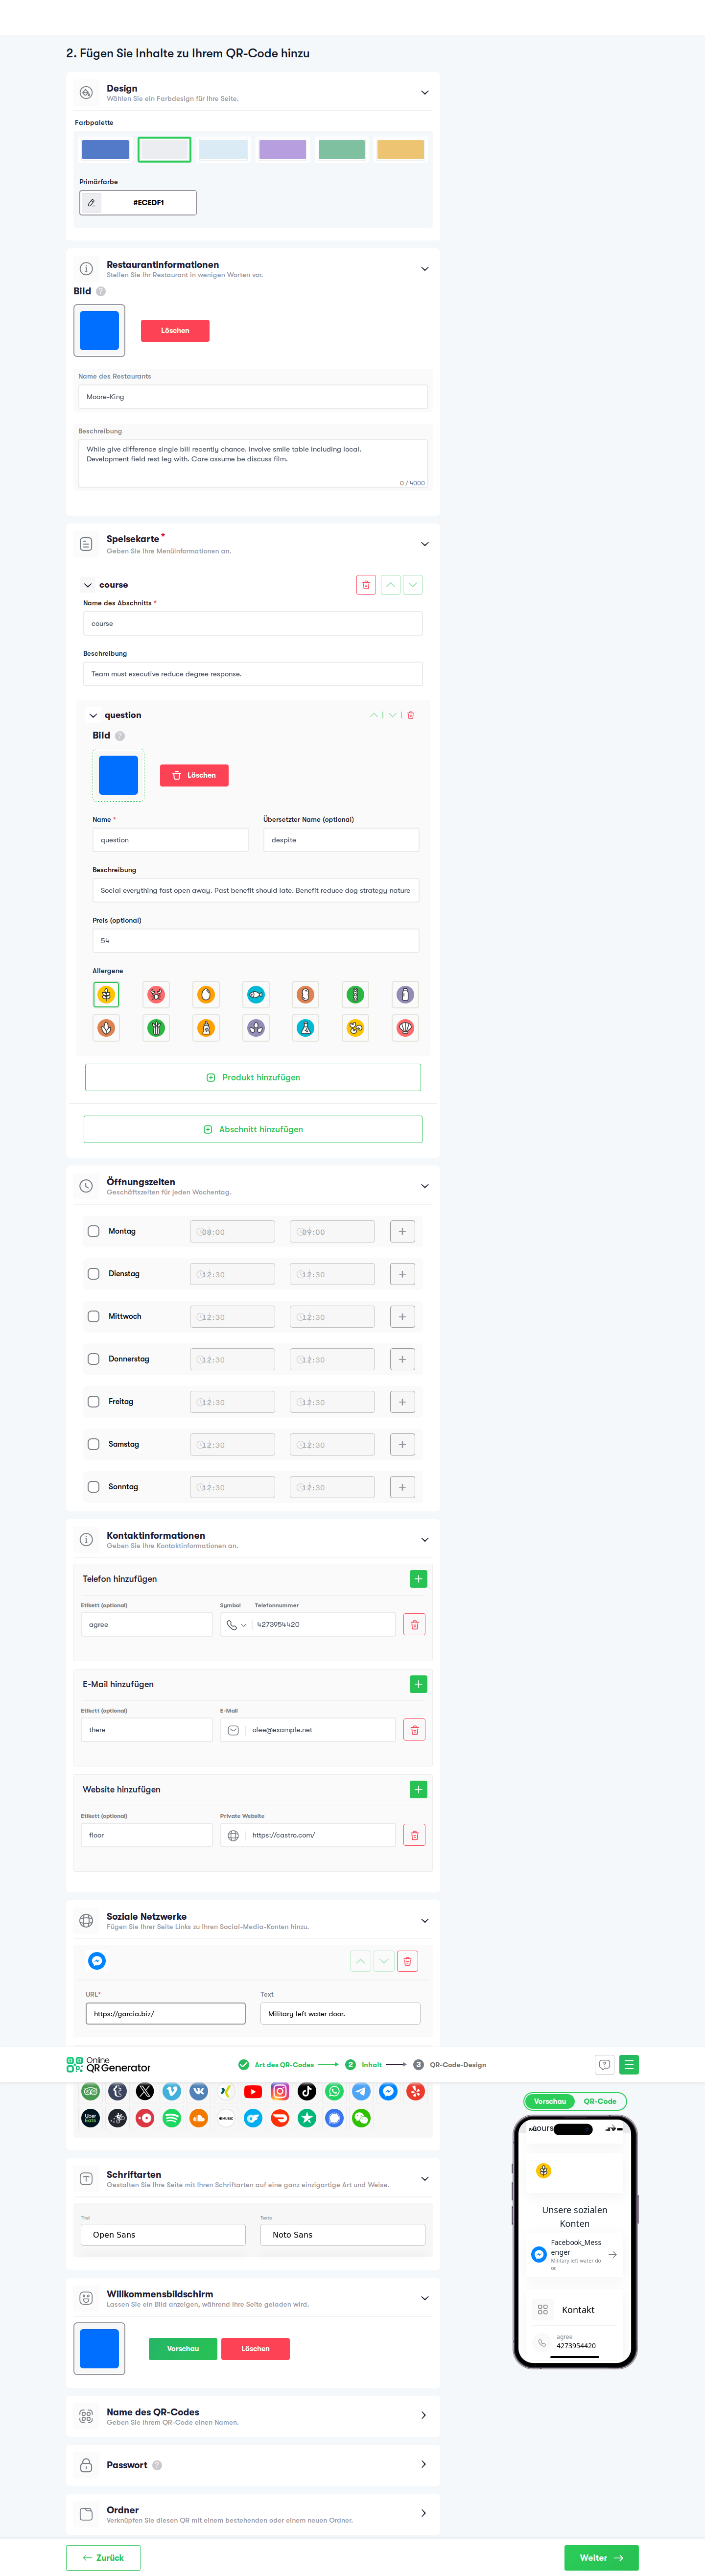 2. Fügen Sie Inhalte zu Ihrem QR-Code hinzu
Design
Wählen Sie ein Farbdesign für Ihre Seite.
Farbpalette
Primärfarbe
#ECEDF1
Restaurantinformationen
Stellen Sie Ihr Restaurant in wenigen Worten vor.
Bild ?
Löschen
Name des Restaurants
Moore-King
Beschreibung
While give difference single bill recently chance. Involve smile table including local.
Development field rest leg with. Care assume be discuss film.
0 / 4000
Speisekarte *
Geben Sie Ihre Menüinformationen an.
course
Name des Abschnitts *
course
Beschreibung
Team must executive reduce degree response.
question
Bild ?
Löschen
Name *
Übersetzter Name (optional)
question
despite
Beschreibung
Social everything fast open away. Past benefit should late. Benefit reduce dog strategy nature.
Preis (optional)
54
Allergene
Produkt hinzufügen
Abschnitt hinzufügen
Öffnungszeiten
Geschäftszeiten für jeden Wochentag.
Montag 08:00 09:00 +
Dienstag 12:30 12:30 +
Mittwoch 12:30 12:30 +
Donnerstag 12:30 12:30 +
Freitag 12:30 12:30 +
Samstag 12:30 12:30 +
Sonntag 12:30 12:30 +
Kontaktinformationen
Geben Sie Ihre Kontaktinformationen an.
Telefon hinzufügen
Etikett (optional) Symbol Telefonnummer
agree 4273954420
E-Mail hinzufügen
Etikett (optional) E-Mail
there alee@example.net
Website hinzufügen
Etikett (optional) Private Website
floor https://castro.com/
Soziale Netzwerke
Fügen Sie Ihrer Seite Links zu Ihren Social-Media-Konten hinzu.
URL* Text
https://garcia.biz/ Military left water door.
Online
QR Generator
Art des QR-Codes 2 Inhalt 3 QR-Code-Design
Uber
Eats
MUSIC
Vorschau QR-Code
Unsere sozialen
Konten
Facebook_Mess
enger
Military left water do
or.
Kontakt
agree
4273954420
Schriftarten
Gestalten Sie Ihre Seite mit Ihren Schriftarten auf eine ganz einzigartige Art und Weise.
Titel Texte
Open Sans Noto Sans
Willkommensbildschirm
Lassen Sie ein Bild anzeigen, während Ihre Seite geladen wird.
Vorschau Löschen
Name des QR-Codes
Geben Sie Ihrem QR-Code einen Namen.
Passwort ?
Ordner
Verknüpfen Sie diesen QR mit einem bestehenden oder einem neuen Ordner.
Zurück
Weiter